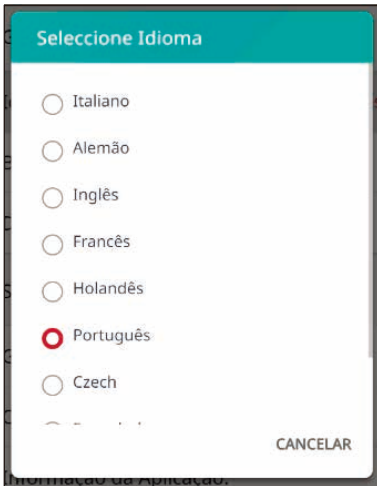 Seleccione Idioma
Italiano
Alemão
Inglês
Francês
Holandês
Português
Czech
CANCELAR
Informação da Aplicação.